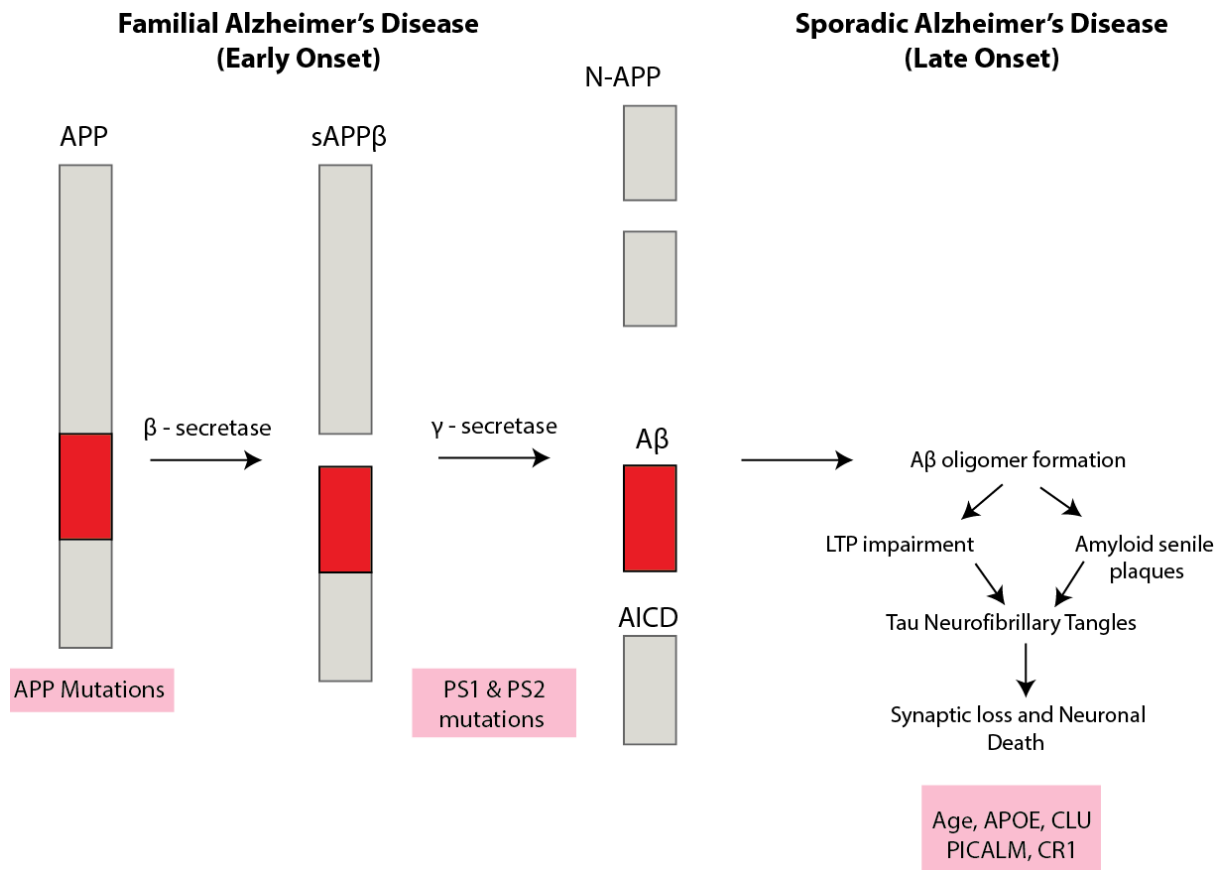 Familial Alzheimer's Disease
(Early Onset)
Sporadic Alzheimer's Disease
(Late Onset)
N-APP
APP
sAPPβ
β - secretase
γ - secretase
Aβ
Aβ oligomer formation
LTP impairment
Amyloid senile
plaques
AICD
Tau Neurofibrillary Tangles
APP Mutations
PS1 & PS2
mutations
Synaptic loss and Neuronal
Death
Age, APOE, CLU
PICALM, CR1